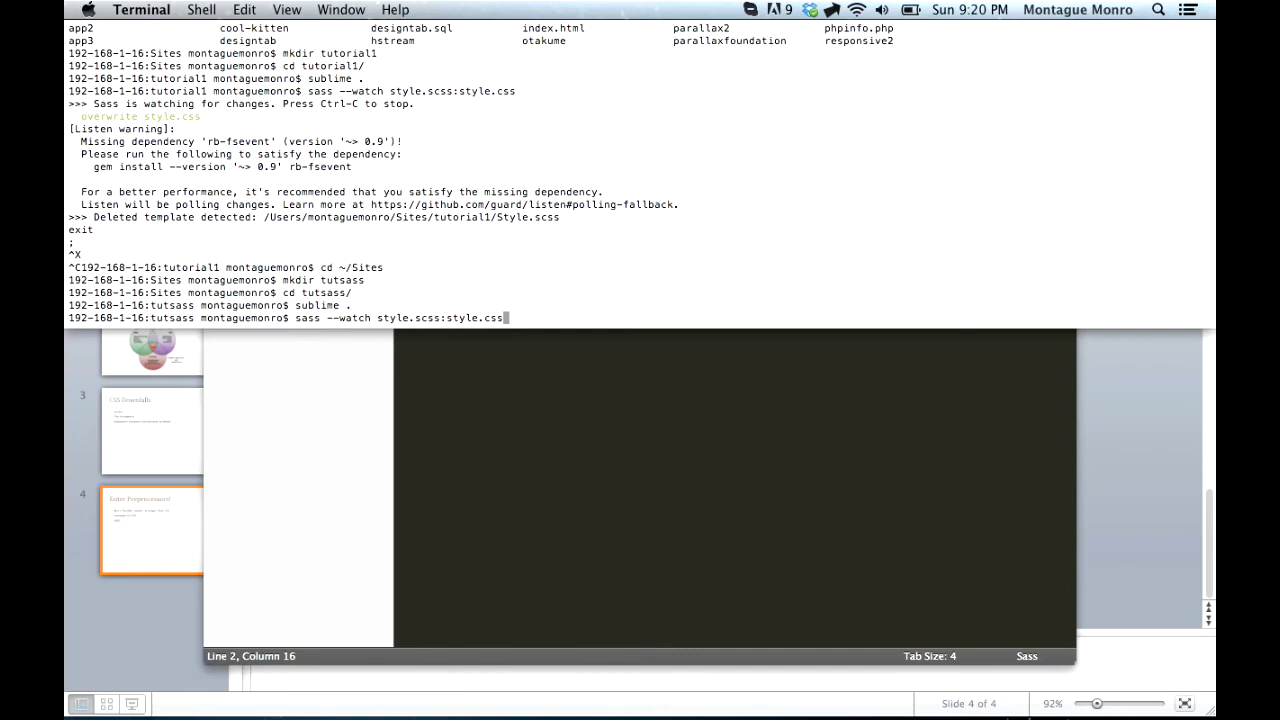 Terminal Shell Edit View Window Help 9 Sun 9:20 PM Montague Monro
app2 cool-kitten designtab.sql index.html parallax2 phpinfo.php
app3 designtab hstream otakume parallaxfoundation responsive2
192-168-1-16:Sites montaguemonro$ mkdir tutorial1
192-168-1-16:Sites montaguemonro$ cd tutorial1/
192-168-1-16:tutorial1 montaguemonro$ sublime .
192-168-1-16:tutorial1 montaguemonro$ sass --watch style.scss:style.css
>>> Sass is watching for changes. Press Ctrl-C to stop.
overwrite style.css
[Listen warning]:
Missing dependency 'rb-fsevent' (version '~> 0.9')!
Please run the following to satisfy the dependency:
gem install --version '~> 0.9' rb-fsevent
For a better performance, it's recommended that you satisfy the missing dependency.
Listen will be polling changes. Learn more at https://github.com/guard/listen#polling-fallback.
>>> Deleted template detected: /Users/montaguemonro/Sites/tutorial1/Style.scss
exit
;
^X
^C192-168-1-16:tutorial1 montaguemonro$ cd ~/Sites
192-168-1-16:Sites montaguemonro$ mkdir tutsass
192-168-1-16:Sites montaguemonro$ cd tutsass/
192-168-1-16:tutsass montaguemonro$ sublime .
192-168-1-16:tutsass montaguemonro$ sass --watch style.scss:style.css
3
CSS Downfalls
4
Enter Preprocessors!
Line 2, Column 16 Tab Size: 4 Sass
Slide 4 of 4 92%